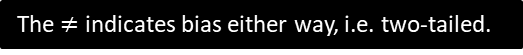 The ≠ indicates bias either way, i.e. two-tailed.